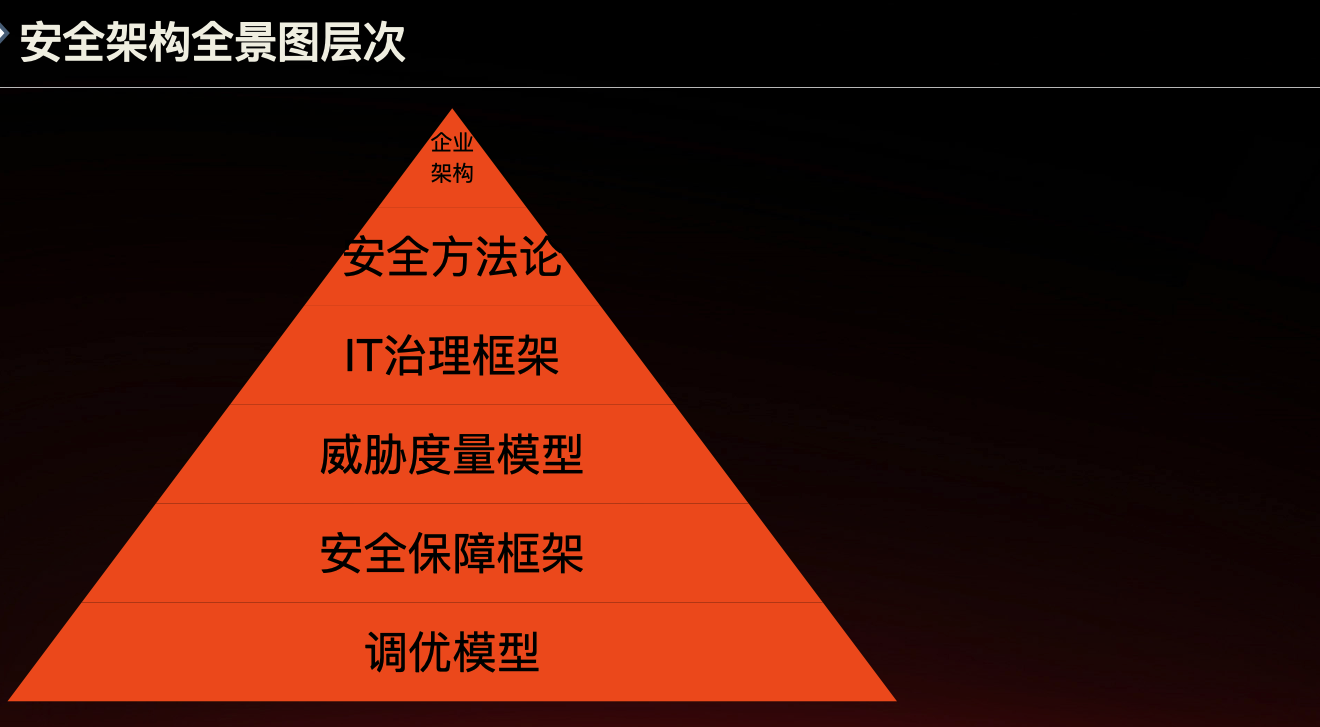 安全架构全景图层次
企业
架构
安全方法论
IT治理框架
威胁度量模型
安全保障框架
调优模型